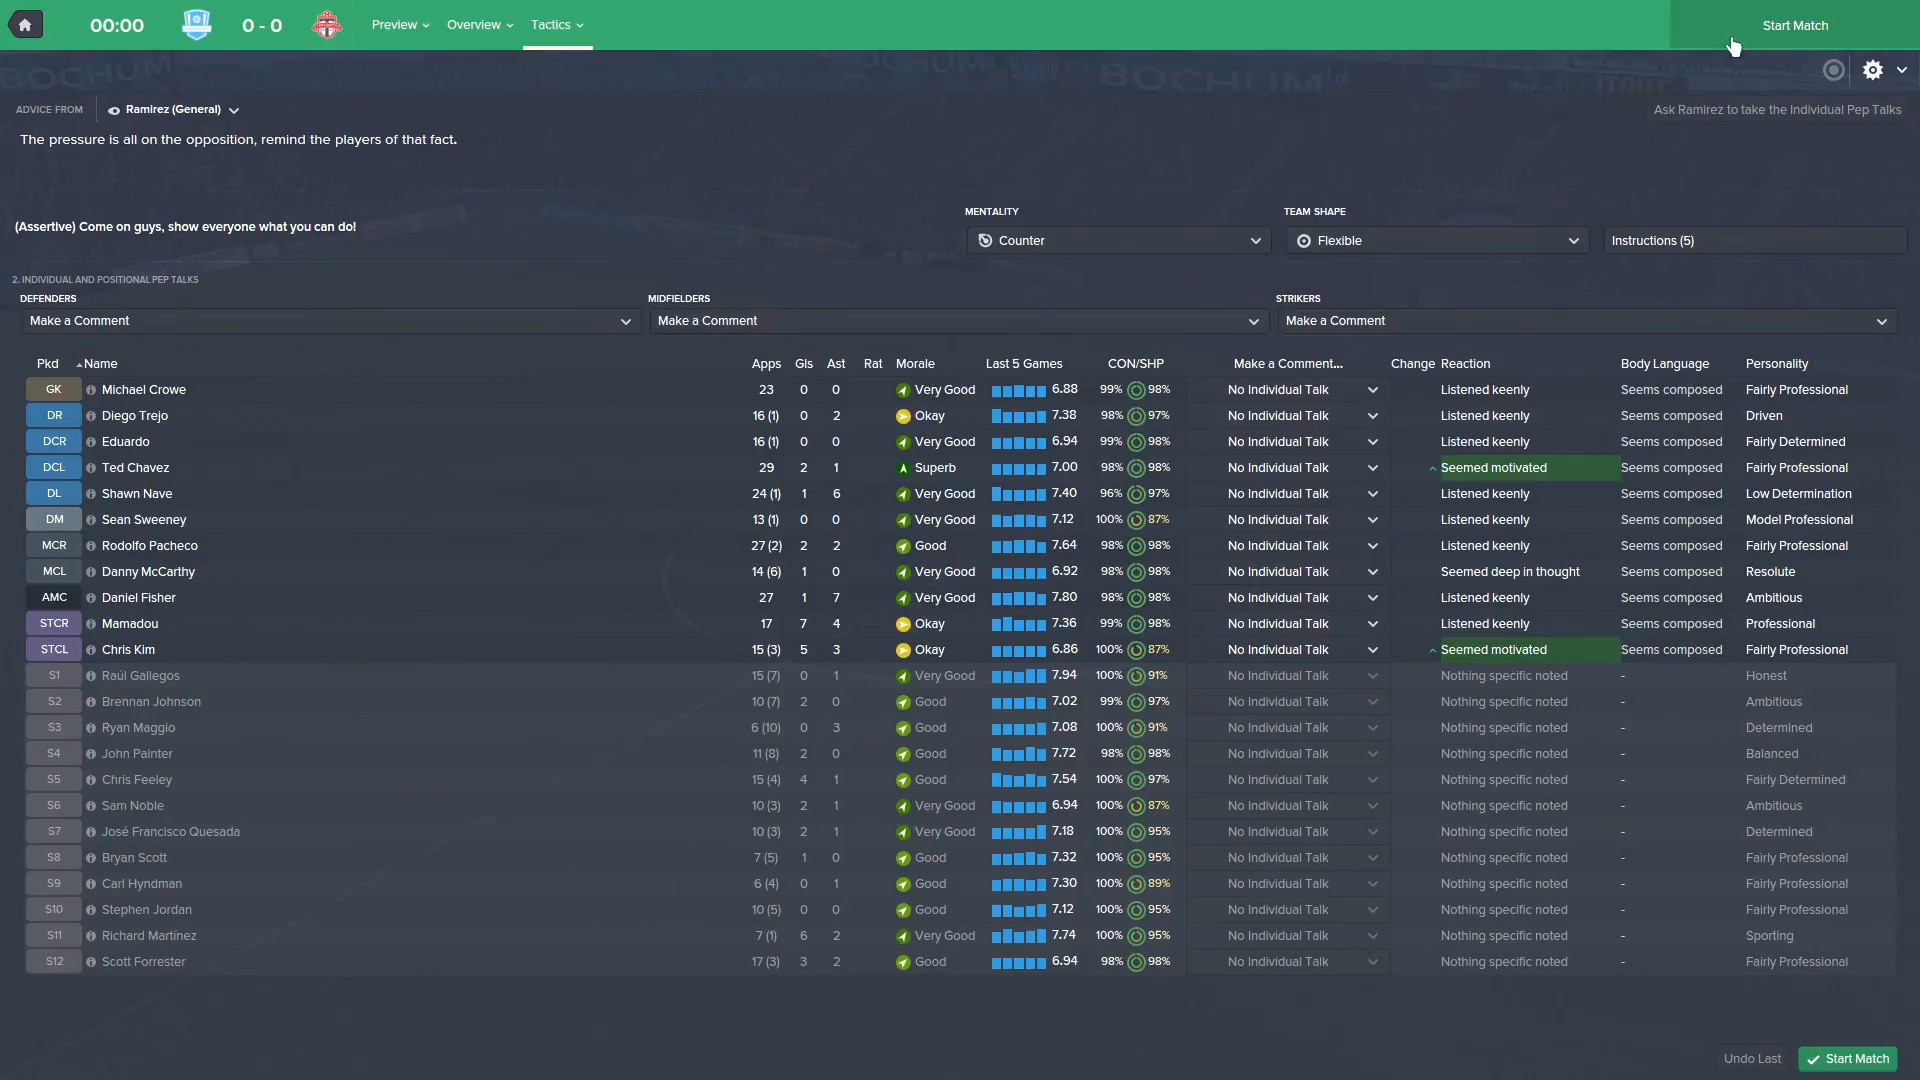 00:00 0 - 0 Preview Overview Tactics Start Match
BOCHUM BOCHUM BOCHUM
ADVICE FROM Ramirez (General) Ask Ramirez to take the Individual Pep Talks
The pressure is all on the opposition, remind the players of that fact.
MENTALITY TEAM SHAPE
(Assertive) Come on guys, show everyone what you can do! Counter Flexible Instructions (5)
2. INDIVIDUAL AND POSITIONAL PEP TALKS
DEFENDERS MIDFIELDERS STRIKERS
Make a Comment Make a Comment Make a Comment
Pkd Name Apps Gls Ast Rat Morale Last 5 Games CON/SHP Make a Comment... Change Reaction Body Language Personality
GK Michael Crowe 23 0 0 Very Good 6.88 99% 98% No Individual Talk Listened keenly Seems composed Fairly Professional
DR Diego Trejo 16 (1) 0 2 Okay 7.38 98% 97% No Individual Talk Listened keenly Seems composed Driven
DCR Eduardo 16 (1) 0 0 Very Good 6.94 99% 98% No Individual Talk Listened keenly Seems composed Fairly Determined
DCL Ted Chavez 29 2 1 Superb 7.00 98% 98% No Individual Talk Seemed motivated Seems composed Fairly Professional
DL Shawn Nave 24 (1) 1 6 Very Good 7.40 96% 97% No Individual Talk Listened keenly Seems composed Low Determination
DM Sean Sweeney 13 (1) 0 0 Very Good 7.12 100% 87% No Individual Talk Listened keenly Seems composed Model Professional
MCR Rodolfo Pacheco 27 (2) 2 2 Good 7.64 98% 98% No Individual Talk Listened keenly Seems composed Fairly Professional
MCL Danny McCarthy 14 (6) 1 0 Very Good 6.92 98% 98% No Individual Talk Seemed deep in thought Seems composed Resolute
AMC Daniel Fisher 27 1 7 Very Good 7.80 98% 98% No Individual Talk Listened keenly Seems composed Ambitious
STCR Mamadou 17 7 4 Okay 7.36 99% 98% No Individual Talk Listened keenly Seems composed Professional
STCL Chris Kim 15 (3) 5 3 Okay 6.86 100% 87% No Individual Talk Seemed motivated Seems composed Fairly Professional
S1 Raúl Gallegos 15 (7) 0 1 Very Good 7.94 100% 91% No Individual Talk Nothing specific noted - Honest
S2 Brennan Johnson 10 (7) 2 0 Good 7.02 99% 97% No Individual Talk Nothing specific noted - Ambitious
S3 Ryan Maggio 6 (10) 0 3 Good 7.08 100% 91% No Individual Talk Nothing specific noted - Determined
S4 John Painter 11 (8) 2 0 Good 7.72 98% 98% No Individual Talk Nothing specific noted - Balanced
S5 Chris Feeley 15 (4) 4 1 Good 7.54 100% 97% No Individual Talk Nothing specific noted - Fairly Determined
S6 Sam Noble 10 (3) 2 1 Very Good 6.94 100% 87% No Individual Talk Nothing specific noted - Ambitious
S7 José Francisco Quesada 10 (3) 2 1 Very Good 7.18 100% 95% No Individual Talk Nothing specific noted - Determined
S8 Bryan Scott 7 (5) 1 0 Good 7.32 100% 95% No Individual Talk Nothing specific noted - Fairly Professional
S9 Carl Hyndman 6 (4) 0 1 Good 7.30 100% 89% No Individual Talk Nothing specific noted - Fairly Professional
S10 Stephen Jordan 10 (5) 0 0 Good 7.12 100% 95% No Individual Talk Nothing specific noted - Fairly Professional
S11 Richard Martínez 7 (1) 6 2 Very Good 7.74 100% 95% No Individual Talk Nothing specific noted - Sporting
S12 Scott Forrester 17 (3) 3 2 Good 6.94 98% 98% No Individual Talk Nothing specific noted - Fairly Professional
Undo Last Start Match